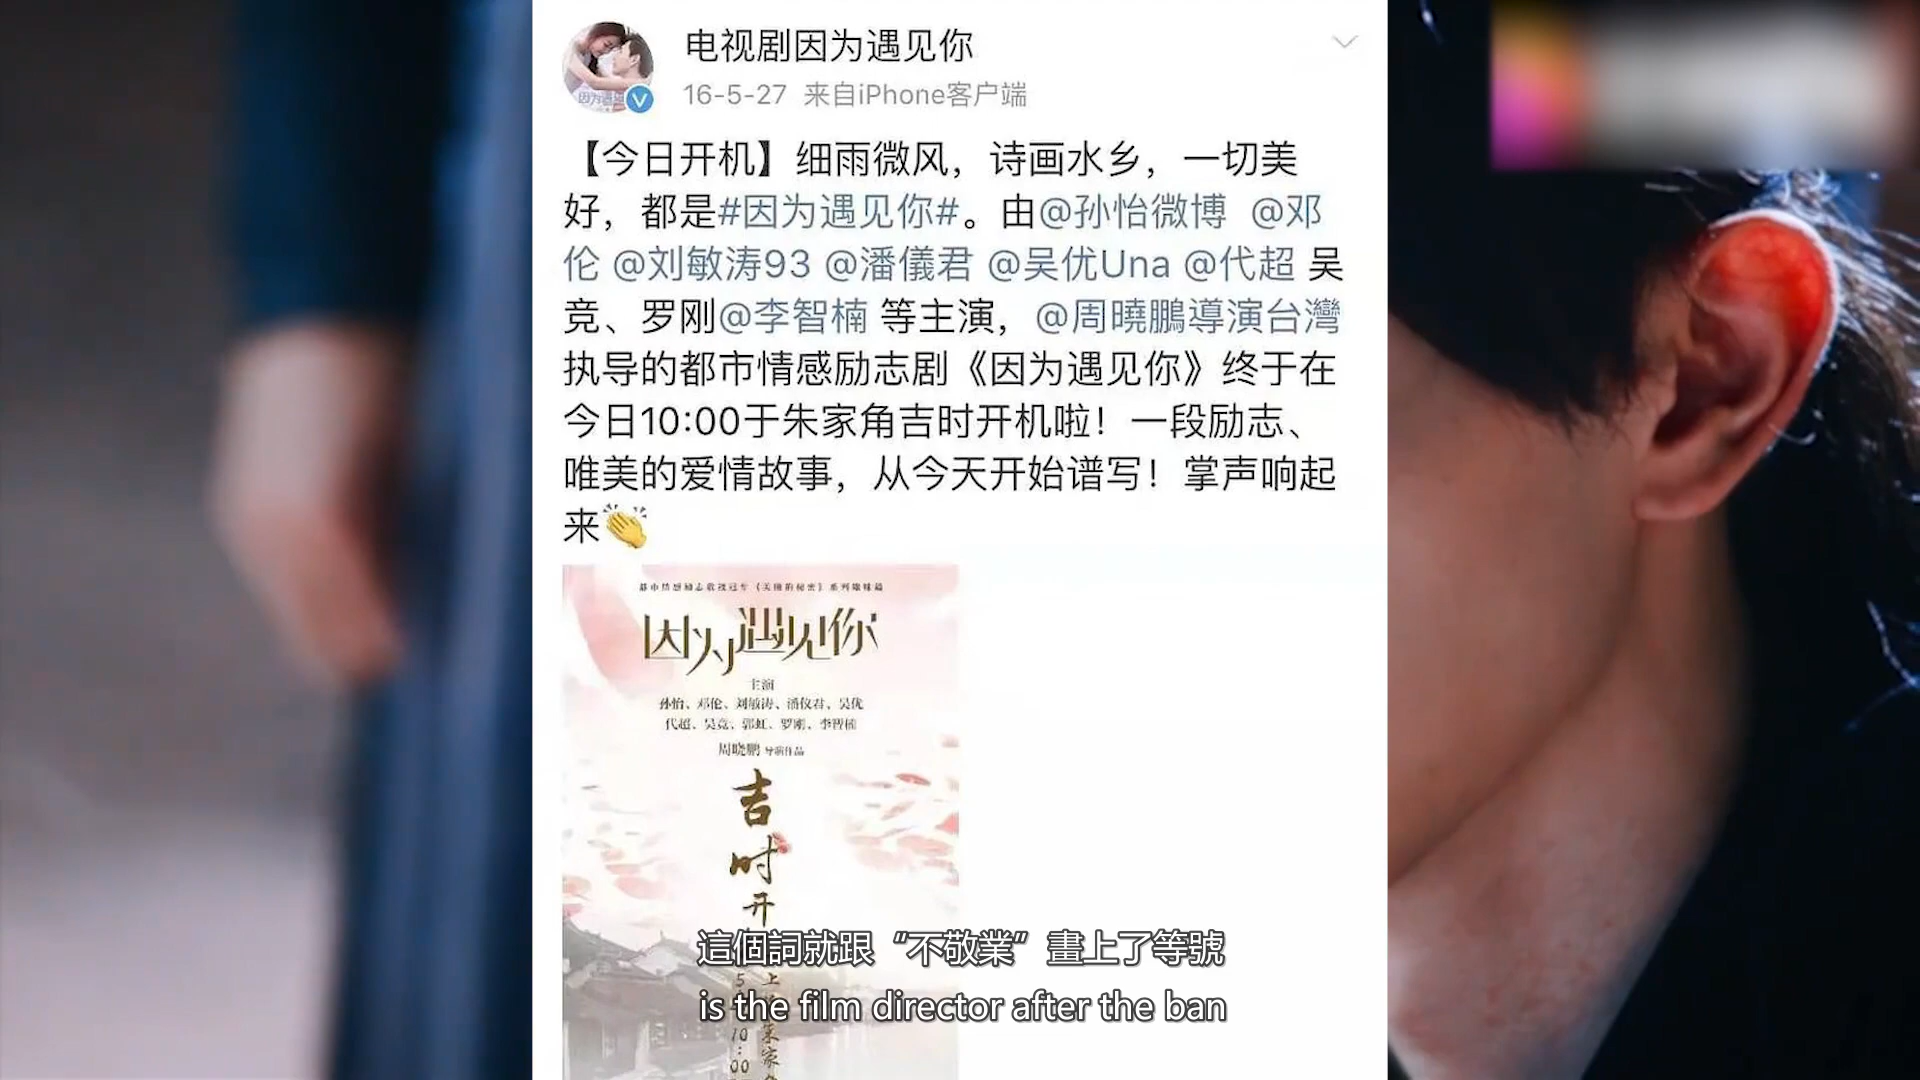 电视剧因为遇见你
16-5-27 来自iPhone客户端
【今日开机】细雨微风，诗画水乡，一切美
好，都是#因为遇见你#。由@孙怡微博 @邓
伦 @刘敏涛93 @潘儀君 @吴优Una @代超 吴
竞、罗刚@李智楠 等主演，@周曉鵬導演台灣
执导的都市情感励志剧《因为遇见你》终于在
今日10:00于朱家角吉时开机啦！一段励志、
唯美的爱情故事，从今天开始谱写！掌声响起
来👏
因为遇见你
主演
孙怡、邓伦、刘敏涛、潘仪君、吴优
代超、吴竞、郭虹、罗刚、李智楠
周晓鹏 导演作品
吉
时
开
這個詞就跟“不敬業”畫上了等號
is the film director after the ban